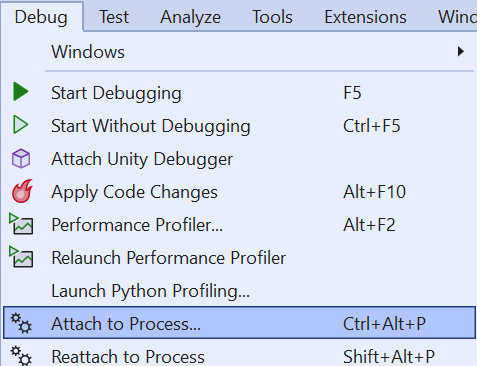 Debug Test Analyze Tools Extensions Wind
Windows
Start Debugging F5
Start Without Debugging Ctrl+F5
Attach Unity Debugger
Apply Code Changes Alt+F10
Performance Profiler... Alt+F2
Relaunch Performance Profiler
Launch Python Profiling...
Attach to Process... Ctrl+Alt+P
Reattach to Process Shift+Alt+P